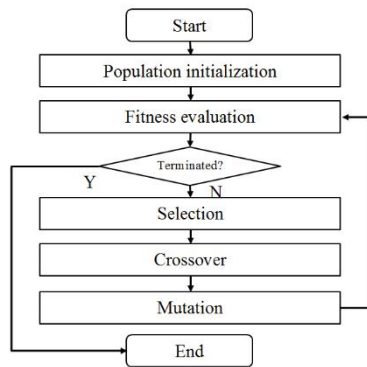 Start
Population initialization
Fitness evaluation
Terminated?
Y
N
Selection
Crossover
Mutation
End